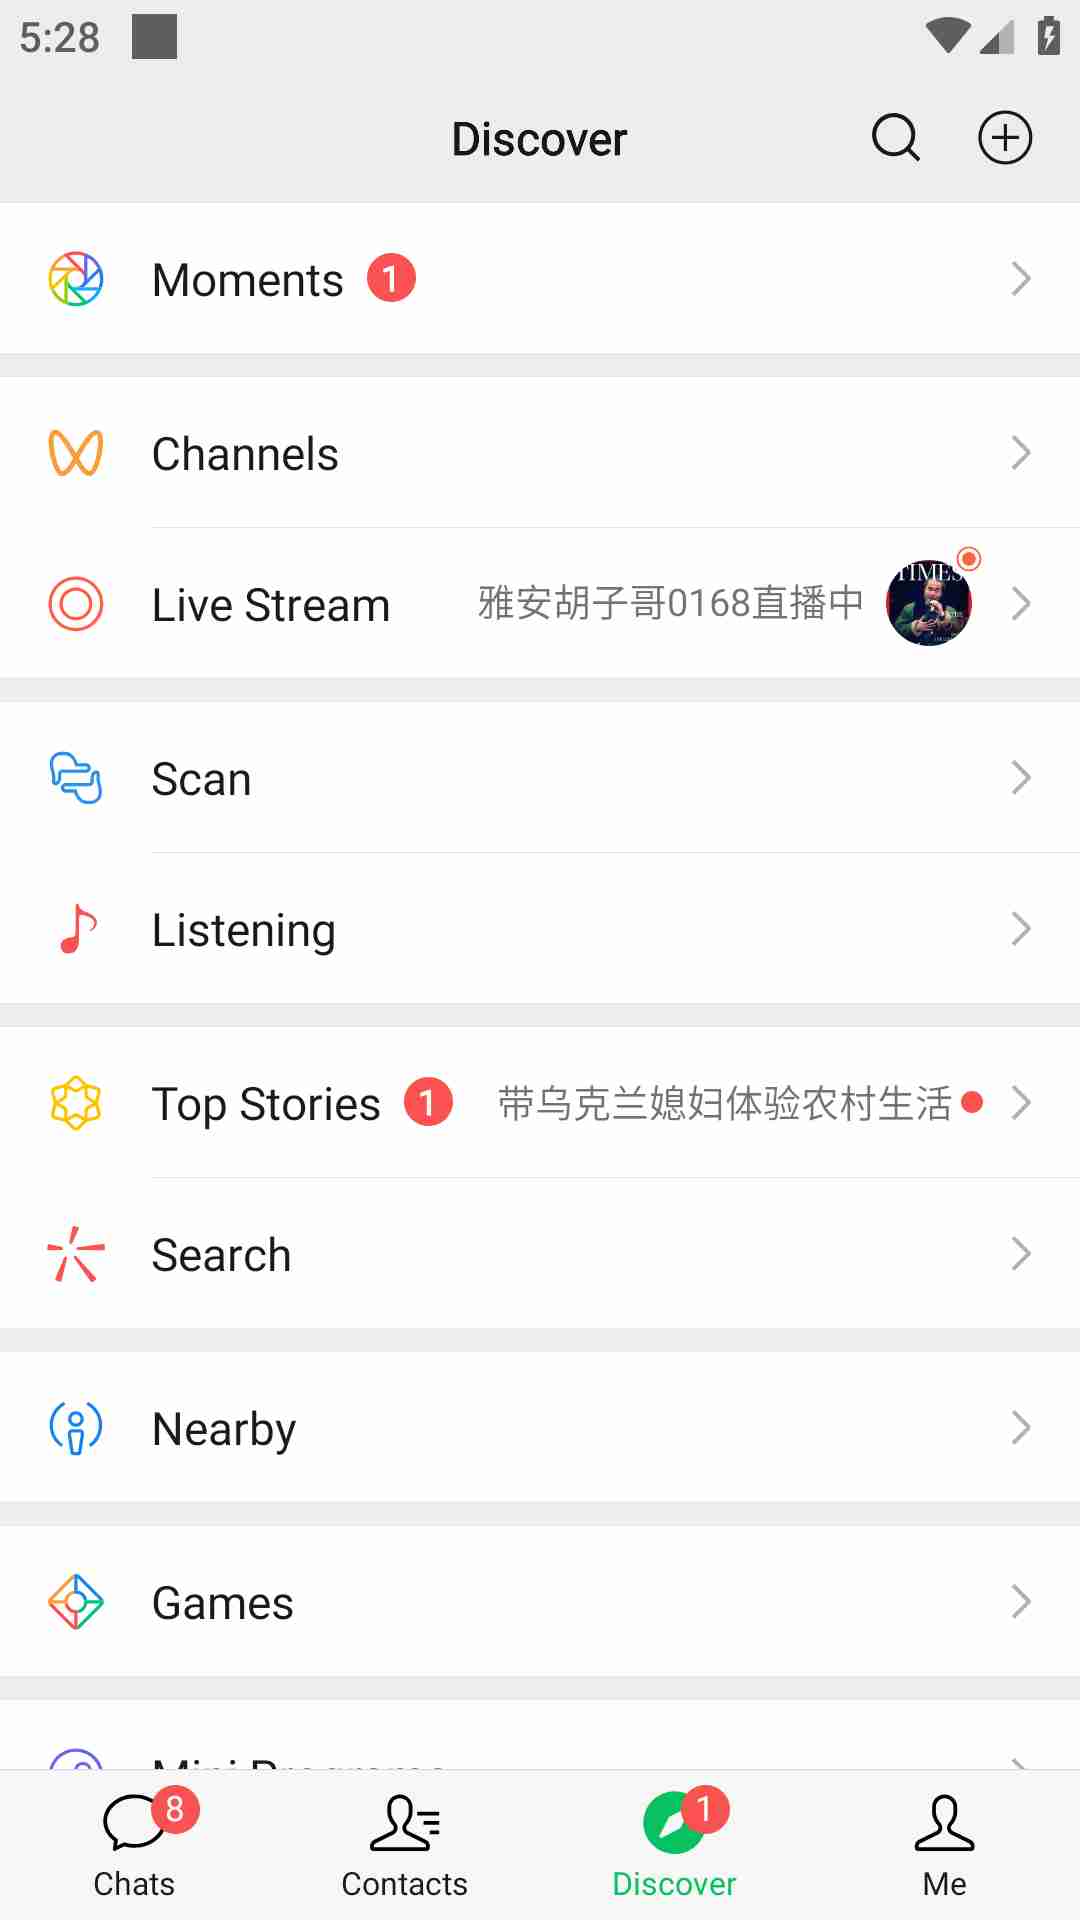 5:28
Discover
Moments 1
Channels
Live Stream 雅安胡子哥0168直播中
TIMES
Scan
Listening
Top Stories 1 带乌克兰媳妇体验农村生活
Search
Nearby
Games
Mini Programs
8 1
Chats Contacts Discover Me